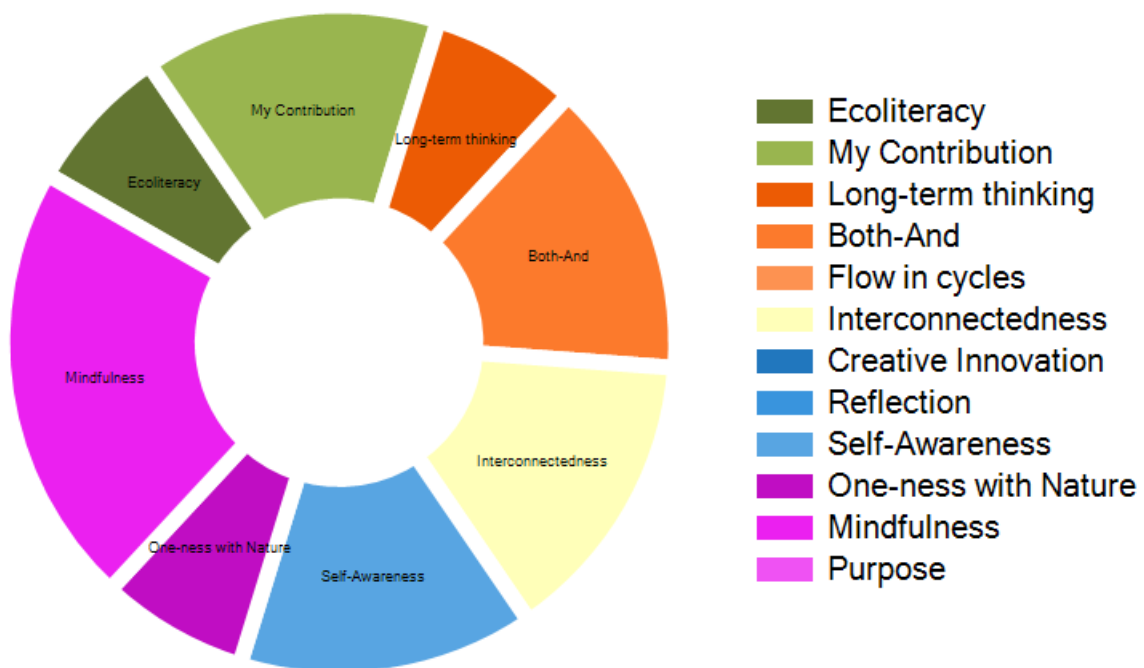 My Contribution
Long-term thinking
Ecoliteracy
Both-And
Mindfulness
Interconnectedness
One-ness with Nature
Self-Awareness
Ecoliteracy
My Contribution
Long-term thinking
Both-And
Flow in cycles
Interconnectedness
Creative Innovation
Reflection
Self-Awareness
One-ness with Nature
Mindfulness
Purpose